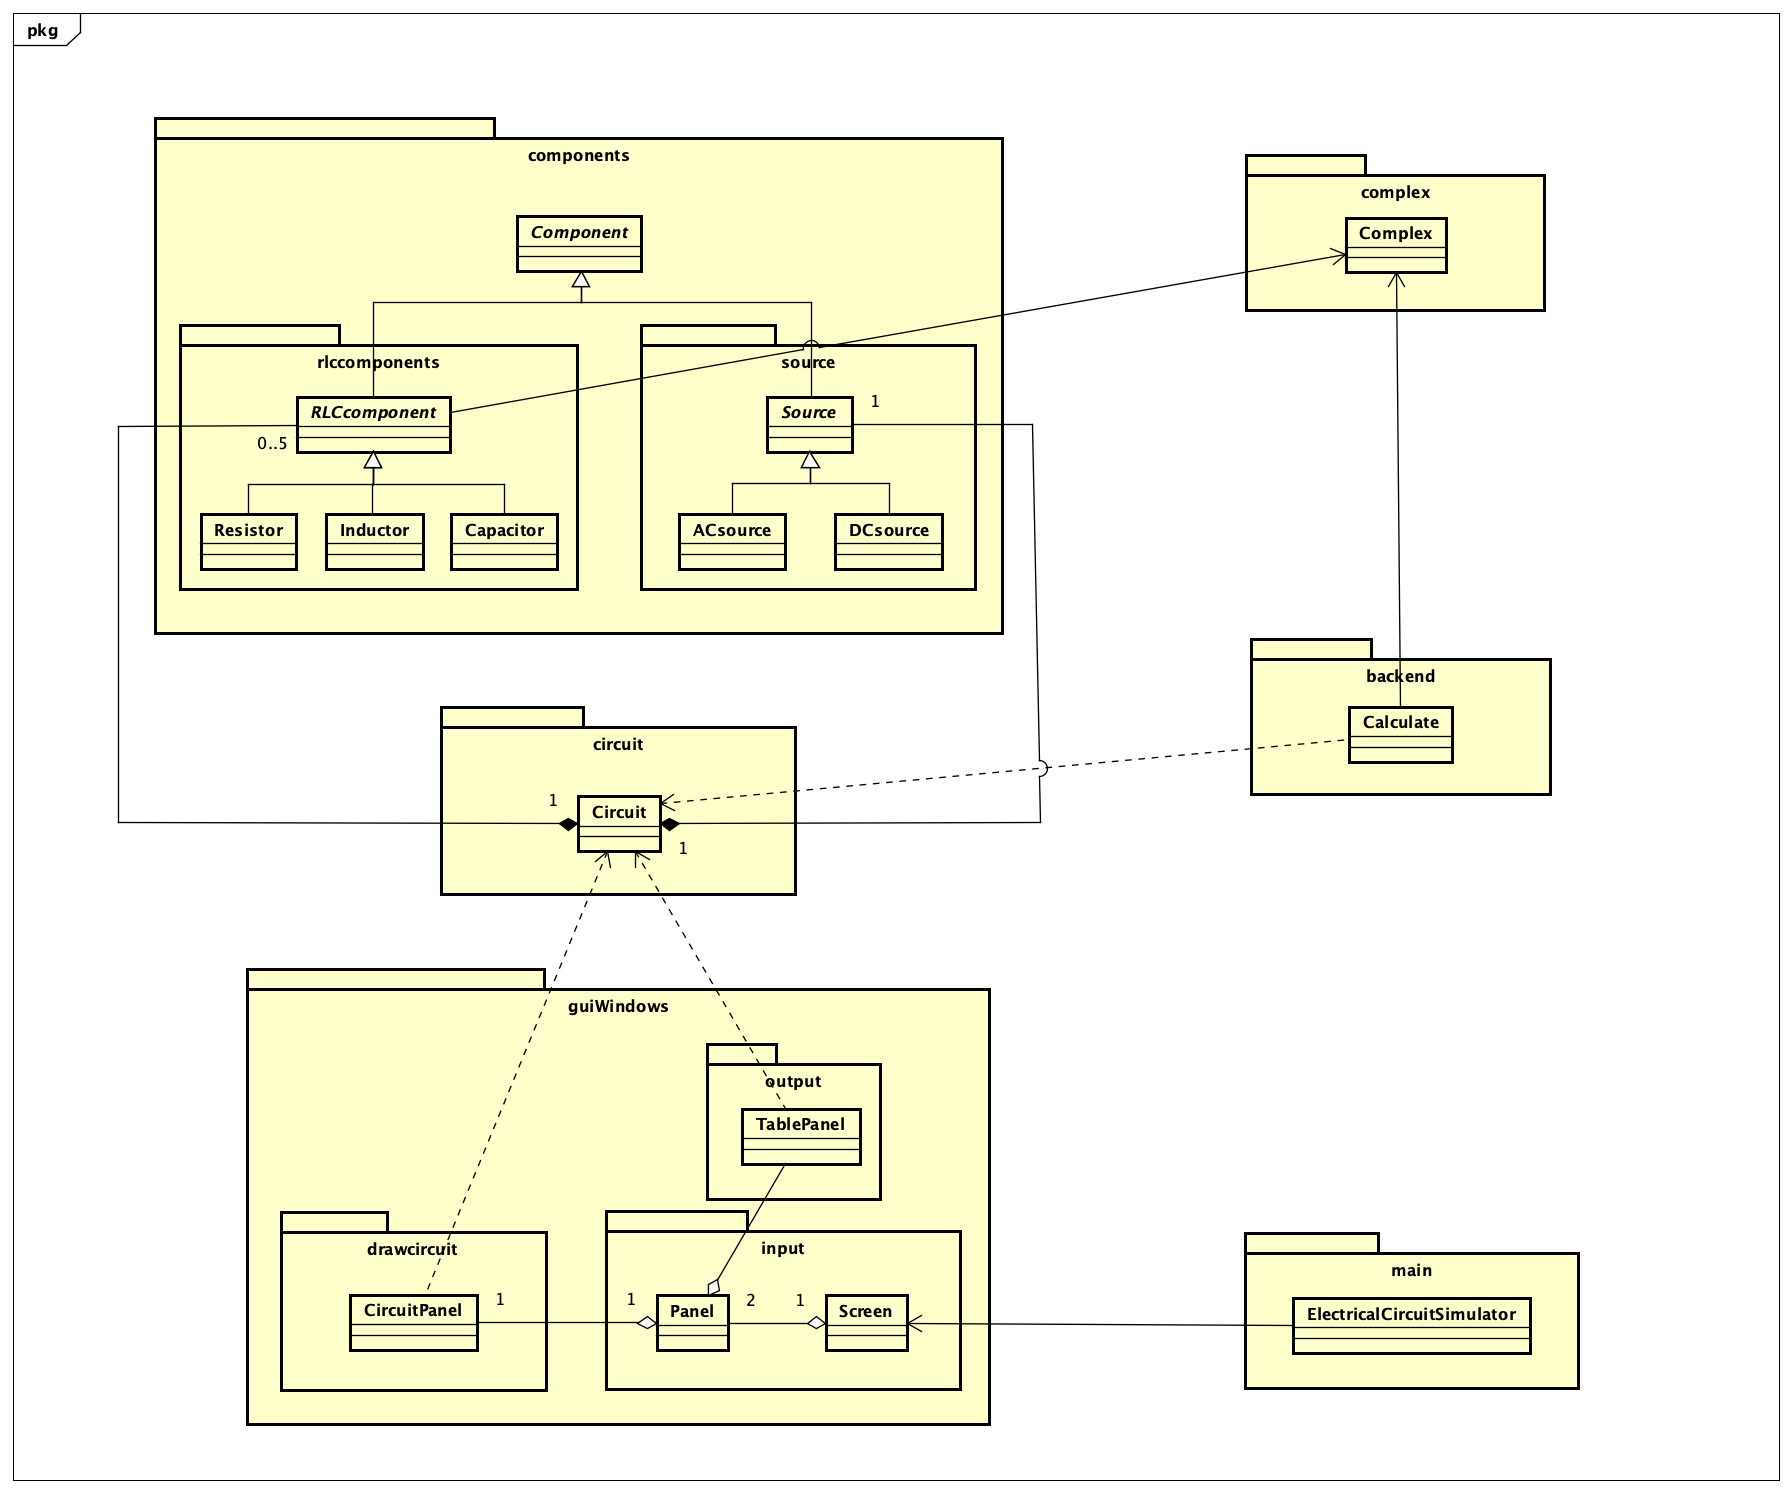 pkg
components
Component
rlccomponents
RLCcomponent
0..5
Resistor
Inductor
Capacitor
source
Source
1
ACsource
DCsource
complex
Complex
backend
Calculate
circuit
1
Circuit
1
guiWindows
output
TablePanel
drawcircuit
CircuitPanel
1
input
1
Panel
2
1
Screen
main
ElectricalCircuitSimulator